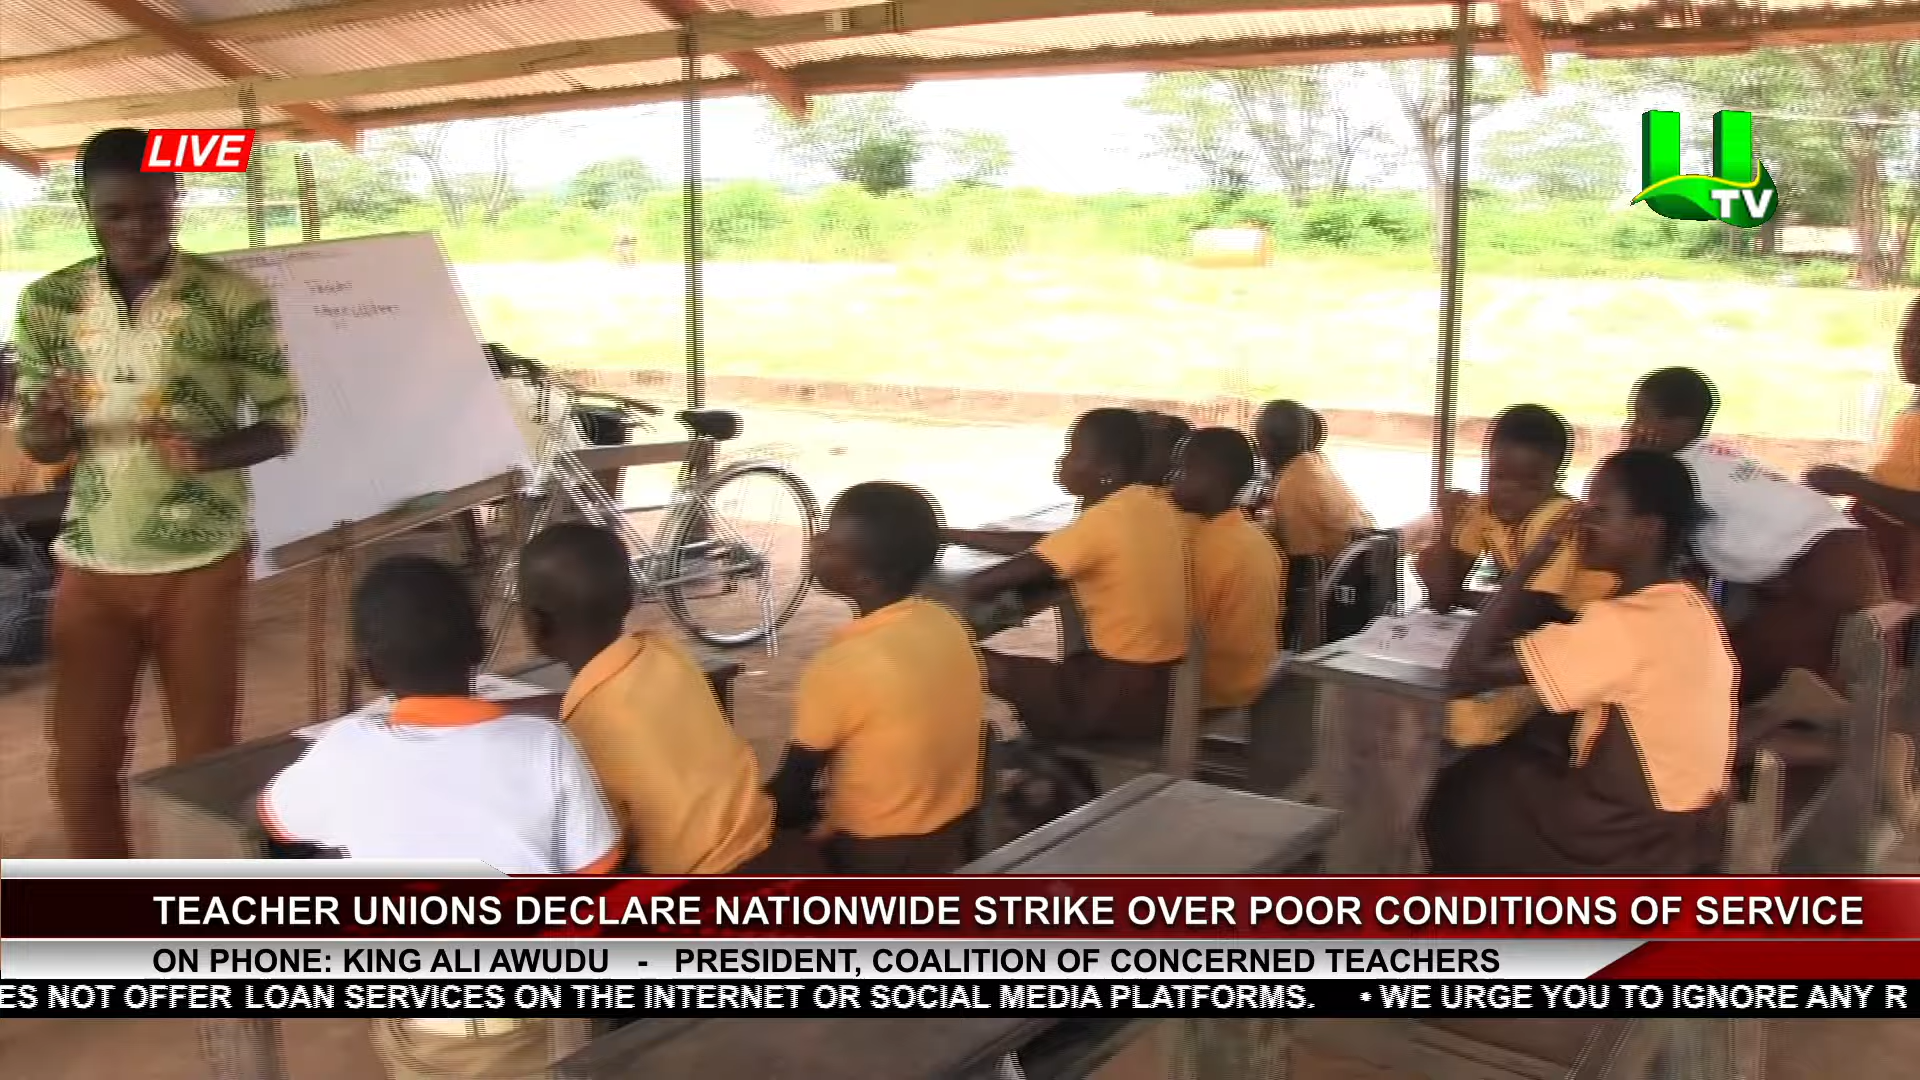 LIVE
U
TV
TEACHER UNIONS DECLARE NATIONWIDE STRIKE OVER POOR CONDITIONS OF SERVICE
ON PHONE: KING ALI AWUDU - PRESIDENT, COALITION OF CONCERNED TEACHERS
ES NOT OFFER LOAN SERVICES ON THE INTERNET OR SOCIAL MEDIA PLATFORMS. • WE URGE YOU TO IGNORE ANY R